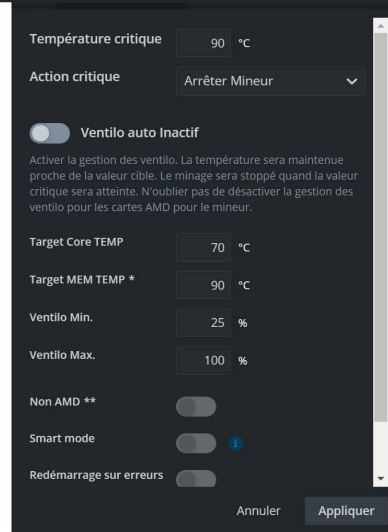 Température critique 90 °C
Action critique Arrêter Mineur
Ventilo auto Inactif
Activer la gestion des ventilo. La température sera maintenue
proche de la valeur cible. Le minage sera stoppé quand la valeur
critique sera atteinte. N'oublier pas de désactiver la gestion des
ventilo pour les cartes AMD pour le mineur.
Target Core TEMP 70 °C
Target MEM TEMP * 90 °C
Ventilo Min. 25 %
Ventilo Max. 100 %
Non AMD **
Smart mode i
Redémarrage sur erreurs
Annuler Appliquer